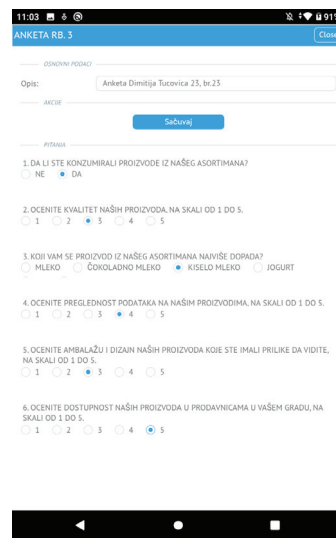 11:03 91%
ANKETA RB. 3 Close
OSNOVNI PODACI
Opis: Anketa Dimitija Tucovica 23, br.23
AKCIJE
Sačuvaj
PITANJA
1. DA LI STE KONZUMIRALI PROIZVODE IZ NAŠEG ASORTIMANA?
NE DA
2. OCENITE KVALITET NAŠIH PROIZVODA, NA SKALI OD 1 DO 5.
1 2 3 4 5
3. KOJI VAM SE PROIZVOD IZ NAŠEG ASORTIMANA NAJVIŠE DOPADA?
MLEKO ČOKOLADNO MLEKO KISELO MLEKO JOGURT
4. OCENITE PREGLEDNOST PODATAKA NA NAŠIM PROIZVODIMA, NA SKALI OD 1 DO 5.
1 2 3 4 5
5. OCENITE AMBALAŽU I DIZAJN NAŠIH PROIZVODA KOJE STE IMALI PRILIKE DA VIDITE,
NA SKALI OD 1 DO 5.
1 2 3 4 5
6. OCENITE DOSTUPNOST NAŠIH PROIZVODA U PRODAVNICAMA U VAŠEM GRADU, NA
SKALI OD 1 DO 5.
1 2 3 4 5